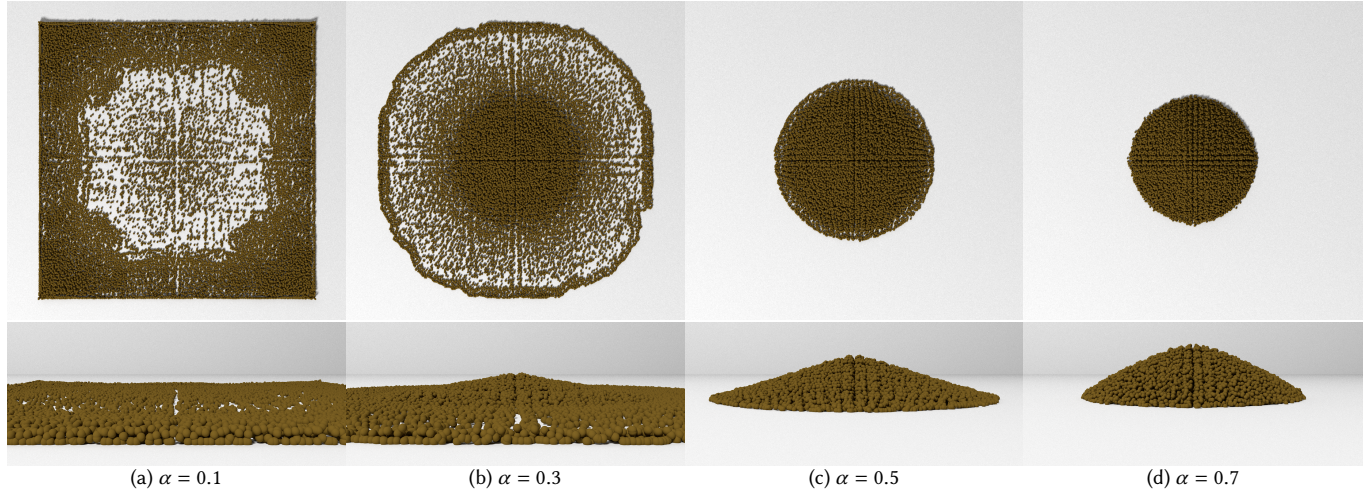 (a) α = 0.1
(b) α = 0.3
(c) α = 0.5
(d) α = 0.7